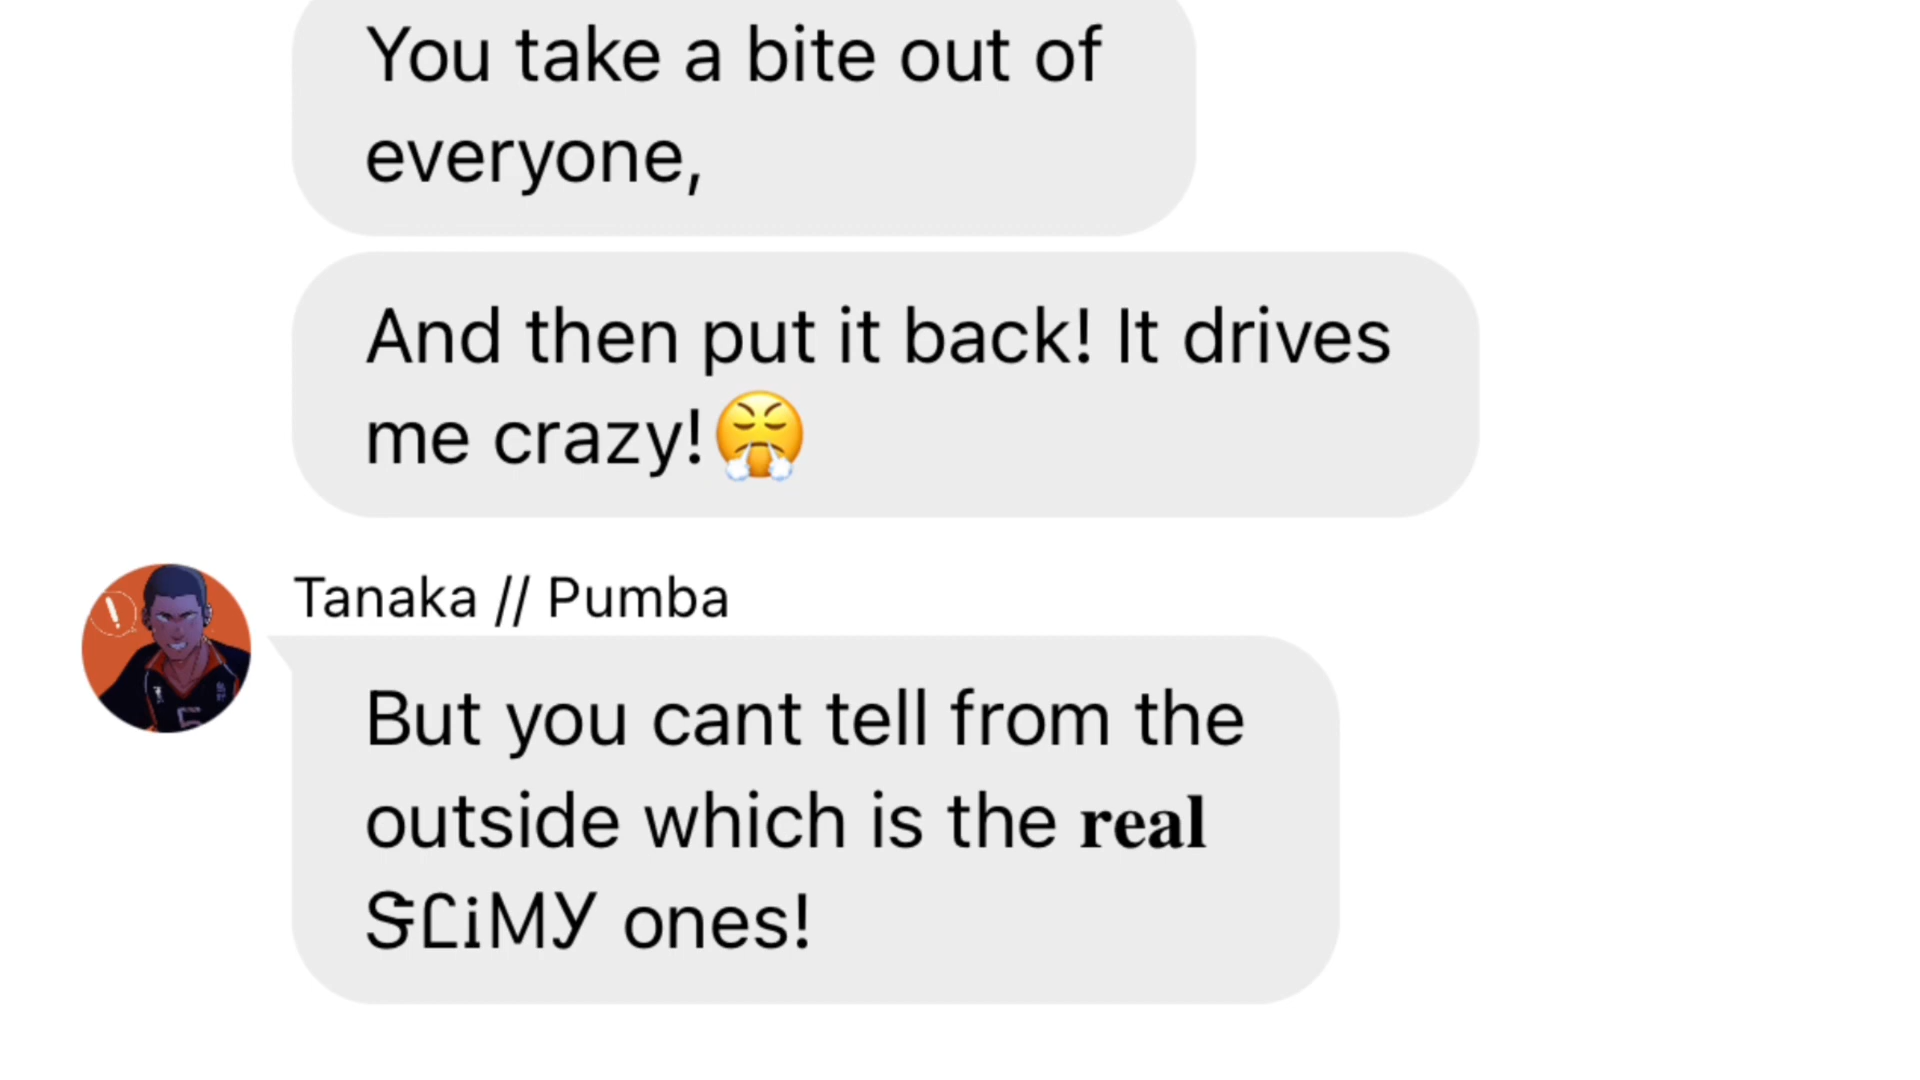 You take a bite out of
everyone,
And then put it back! It drives
me crazy!😤
Tanaka // Pumba
But you cant tell from the
outside which is the 𝐫𝐞𝐚𝐥
ꌗ꒒iMY ones!